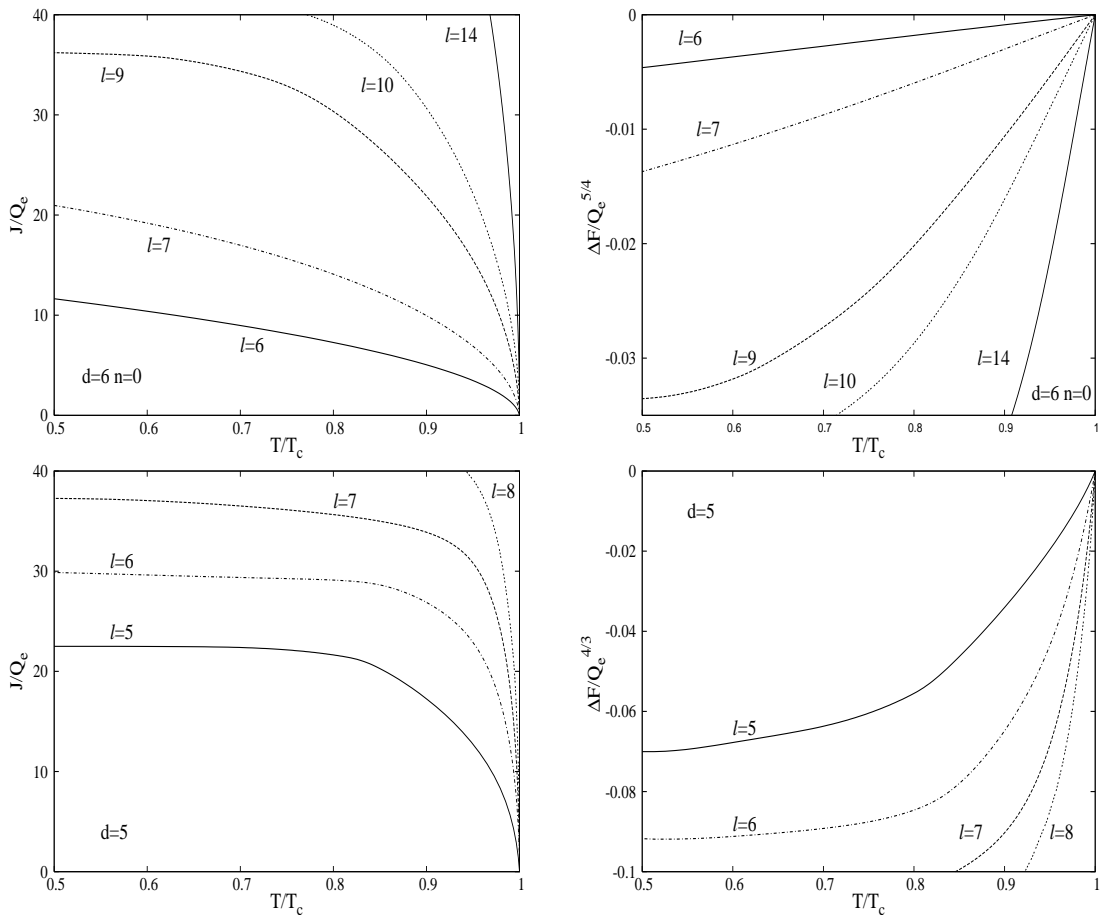 40
30
20
10
0
J/Q_e
l=14
l=10
l=9
l=7
l=6
d=6 n=0
0.5 0.6 0.7 0.8 0.9 1
T/T_c
0
-0.01
-0.02
-0.03
ΔF/Q_e^{5/4}
l=6
l=7
l=9
l=10
l=14
d=6 n=0
0.5 0.6 0.7 0.8 0.9 1
T/T_c
40
30
20
10
0
J/Q_e
l=8
l=7
l=6
l=5
d=5
0.5 0.6 0.7 0.8 0.9 1
T/T_c
0
-0.02
-0.04
-0.06
-0.08
-0.1
ΔF/Q_e^{4/3}
d=5
l=5
l=6
l=7
l=8
0.5 0.6 0.7 0.8 0.9 1
T/T_c